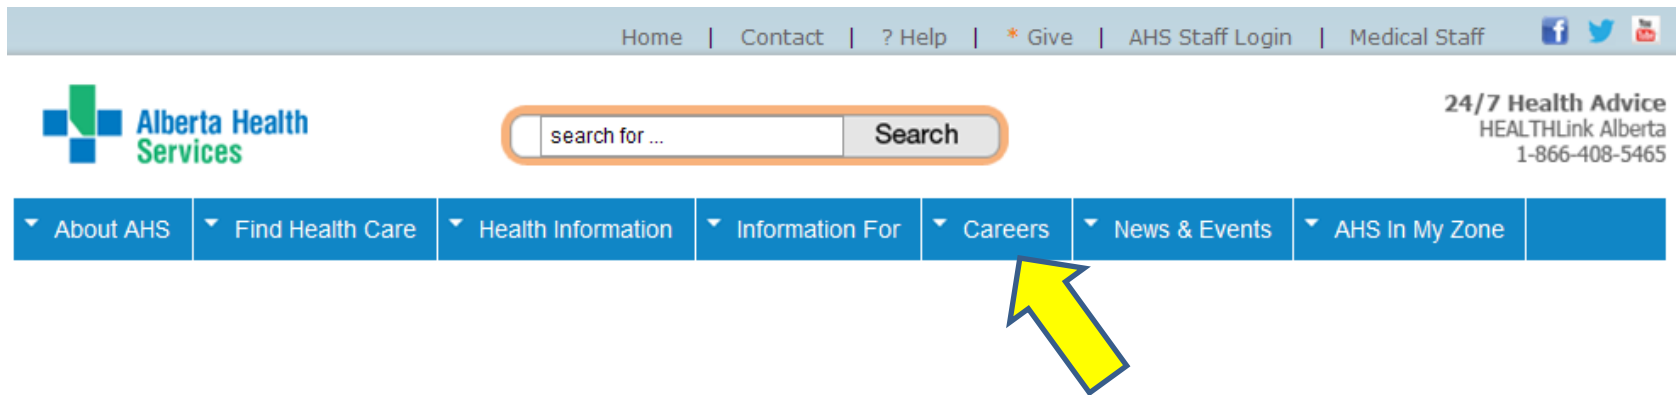 Home | Contact | ? Help | * Give | AHS Staff Login | Medical Staff
Alberta Health
Services
search for ...
Search
24/7 Health Advice
HEALTHLink Alberta
1-866-408-5465
About AHS
Find Health Care
Health Information
Information For
Careers
News & Events
AHS In My Zone